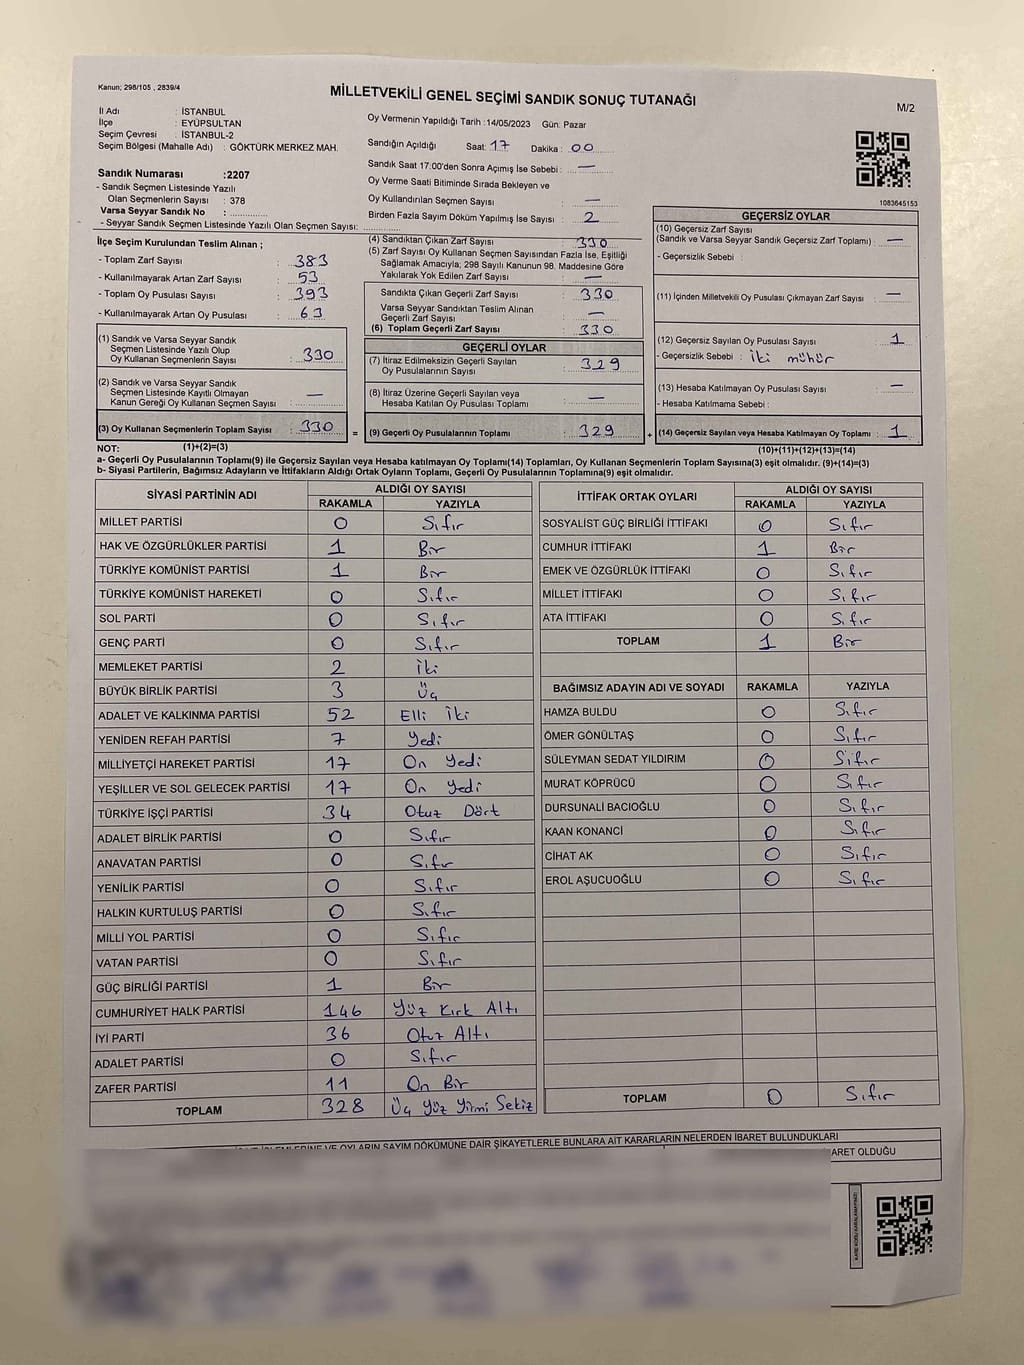 Kanun; 298/105 , 2839/4
MİLLETVEKİLİ GENEL SEÇİMİ SANDIK SONUÇ TUTANAĞI
M/2
İl Adı : İSTANBUL
İlçe : EYÜPSULTAN
Seçim Çevresi : İSTANBUL-2
Seçim Bölgesi (Mahalle Adı) : GÖKTÜRK MERKEZ MAH.
Sandık Numarası :2207
- Sandık Seçmen Listesinde Yazılı
Olan Seçmenlerin Sayısı : 378
Varsa Seyyar Sandık No :
- Seyyar Sandık Seçmen Listesinde Yazılı Olan Seçmen Sayısı:
Oy Vermenin Yapıldığı Tarih :14/05/2023 Gün: Pazar
Sandığın Açıldığı Saat: 17 Dakika : 00
Sandık Saat 17:00'den Sonra Açımış İse Sebebi : —
Oy Verme Saati Bitiminde Sırada Bekleyen ve
Oy Kullandırılan Seçmen Sayısı : —
Birden Fazla Sayım Döküm Yapılmış İse Sayısı : 2
1083645153
İlçe Seçim Kurulundan Teslim Alınan ;
- Toplam Zarf Sayısı : 383
- Kullanılmayarak Artan Zarf Sayısı : 53
- Toplam Oy Pusulası Sayısı : 393
- Kullanılmayarak Artan Oy Pusulası : 63
(1) Sandık ve Varsa Seyyar Sandık
Seçmen Listesinde Yazılı Olup
Oy Kullanan Seçmenlerin Sayısı : 330
(2) Sandık ve Varsa Seyyar Sandık
Seçmen Listesinde Kayıtlı Olmayan
Kanun Gereği Oy Kullanan Seçmen Sayısı : —
(3) Oy Kullanan Seçmenlerin Toplam Sayısı : 330
(4) Sandıktan Çıkan Zarf Sayısı : 330
(5) Zarf Sayısı Oy Kullanan Seçmen Sayısından Fazla İse, Eşitliği
Sağlamak Amacıyla; 298 Sayılı Kanunun 98. Maddesine Göre
Yakılarak Yok Edilen Zarf Sayısı : —
Sandıkta Çıkan Geçerli Zarf Sayısı : 330
Varsa Seyyar Sandıktan Teslim Alınan
Geçerli Zarf Sayısı : —
(6) Toplam Geçerli Zarf Sayısı : 330
GEÇERLİ OYLAR
(7) İtiraz Edilmeksizin Geçerli Sayılan
Oy Pusulalarının Sayısı : 329
(8) İtiraz Üzerine Geçerli Sayılan veya
Hesaba Katılan Oy Pusulası Toplamı : —
= (9) Geçerli Oy Pusulalarının Toplamı : 329
GEÇERSİZ OYLAR
(10) Geçersiz Zarf Sayısı
(Sandık ve Varsa Seyyar Sandık Geçersiz Zarf Toplamı) : —
- Geçersizlik Sebebi :
(11) İçinden Milletvekili Oy Pusulası Çıkmayan Zarf Sayısı : —
(12) Geçersiz Sayılan Oy Pusulası Sayısı : 1
- Geçersizlik Sebebi : İki mühür
(13) Hesaba Katılmayan Oy Pusulası Sayısı : —
- Hesaba Katılmama Sebebi :
+ (14) Geçersiz Sayılan veya Hesaba Katılmayan Oy Toplamı : 1
NOT: (1)+(2)=(3)
(10)+(11)+(12)+(13)=(14)
a- Geçerli Oy Pusulalarının Toplamı(9) ile Geçersiz Sayılan veya Hesaba Katılmayan Oy Toplamı(14) Toplamları, Oy Kullanan Seçmenlerin Toplam Sayısına(3) eşit olmalıdır. (9)+(14)=(3)
b- Siyasi Partilerin, Bağımsız Adayların ve İttifakların Aldığı Ortak Oyların Toplamı, Geçerli Oy Pusulalarının Toplamına(9) eşit olmalıdır.
SİYASİ PARTİNİN ADI ALDIĞI OY SAYISI
RAKAMLA YAZIYLA
MİLLET PARTİSİ 0 Sıfır
HAK VE ÖZGÜRLÜKLER PARTİSİ 1 Bir
TÜRKİYE KOMÜNİST PARTİSİ 1 Bir
TÜRKİYE KOMÜNİST HAREKETİ 0 Sıfır
SOL PARTİ 0 Sıfır
GENÇ PARTİ 0 Sıfır
MEMLEKET PARTİSİ 2 İki
BÜYÜK BİRLİK PARTİSİ 3 Üç
ADALET VE KALKINMA PARTİSİ 52 Elli İki
YENİDEN REFAH PARTİSİ 7 Yedi
MİLLİYETÇİ HAREKET PARTİSİ 17 On Yedi
YEŞİLLER VE SOL GELECEK PARTİSİ 17 On Yedi
TÜRKİYE İŞÇİ PARTİSİ 34 Otuz Dört
ADALET BİRLİK PARTİSİ 0 Sıfır
ANAVATAN PARTİSİ 0 Sıfır
YENİLİK PARTİSİ 0 Sıfır
HALKIN KURTULUŞ PARTİSİ 0 Sıfır
MİLLİ YOL PARTİSİ 0 Sıfır
VATAN PARTİSİ 0 Sıfır
GÜÇ BİRLİĞİ PARTİSİ 1 Bir
CUMHURİYET HALK PARTİSİ 146 Yüz Kırk Altı
İYİ PARTİ 36 Otuz Altı
ADALET PARTİSİ 0 Sıfır
ZAFER PARTİSİ 11 On Bir
TOPLAM 328 Üç Yüz Yirmi Sekiz
İTTİFAK ORTAK OYLARI ALDIĞI OY SAYISI
RAKAMLA YAZIYLA
SOSYALİST GÜÇ BİRLİĞİ İTTİFAKI 0 Sıfır
CUMHUR İTTİFAKI 1 Bir
EMEK VE ÖZGÜRLÜK İTTİFAKI 0 Sıfır
MİLLET İTTİFAKI 0 Sıfır
ATA İTTİFAKI 0 Sıfır
TOPLAM 1 Bir
BAĞIMSIZ ADAYIN ADI VE SOYADI RAKAMLA YAZIYLA
HAMZA BULDU 0 Sıfır
ÖMER GÖNÜLTAŞ 0 Sıfır
SÜLEYMAN SEDAT YILDIRIM 0 Sıfır
MURAT KÖPRÜCÜ 0 Sıfır
DURSUNALİ BACIOĞLU 0 Sıfır
KAAN KONANCİ 0 Sıfır
CİHAT AK 0 Sıfır
EROL AŞUCUOĞLU 0 Sıfır
TOPLAM 0 Sıfır
OYLARIN SAYIM DÖKÜMÜNE DAİR ŞİKAYETLERLE BUNLARA AİT KARARLARIN NELERDEN İBARET BULUNDUKLARI
OLDUĞU